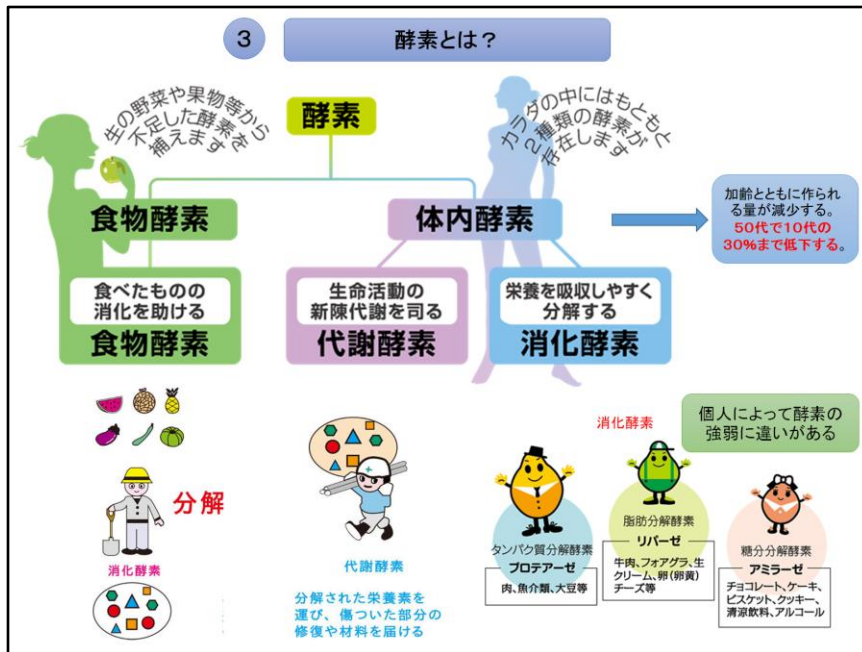 3
酵素とは？
生の野菜や果物等から
不足した酵素を
補えます
酵素
カラダの中にはもともと
2種類の酵素が
存在します
食物酵素
体内酵素
加齢とともに作られ
る量が減少する。
50代で10代の
30%まで低下する。
食べたものの
消化を助ける
食物酵素
生命活動の
新陳代謝を司る
代謝酵素
栄養を吸収しやすく
分解する
消化酵素
分解
消化酵素
代謝酵素
分解された栄養素を
運び、傷ついた部分の
修復や材料を届ける
消化酵素
個人によって酵素の
強弱に違いがある
タンパク質分解酵素
プロテアーゼ
肉、魚介類、大豆等
脂肪分解酵素
リパーゼ
牛肉、フォアグラ、生
クリーム、卵(卵黄)
チーズ等
糖分分解酵素
アミラーゼ
チョコレート、ケーキ、
ビスケット、クッキー、
清涼飲料、アルコール